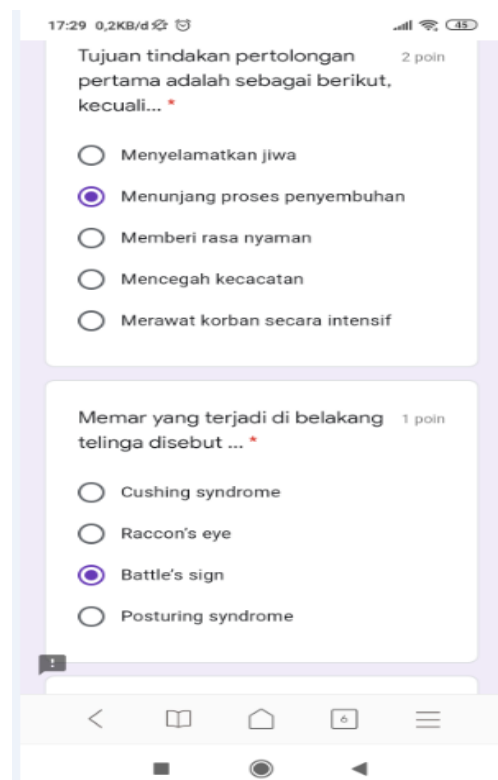 17:29 0,2KB/d 45
Tujuan tindakan pertolongan 2 poin
pertama adalah sebagai berikut,
kecuali... *
Menyelamatkan jiwa
Menunjang proses penyembuhan
Memberi rasa nyaman
Mencegah kecacatan
Merawat korban secara intensif
Memar yang terjadi di belakang 1 poin
telinga disebut ... *
Cushing syndrome
Raccon's eye
Battle's sign
Posturing syndrome
6